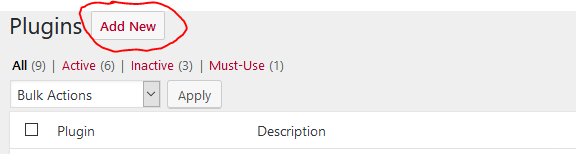 Plugins Add New
All (9) | Active (6) | Inactive (3) | Must-Use (1)
Bulk Actions Apply
Plugin Description